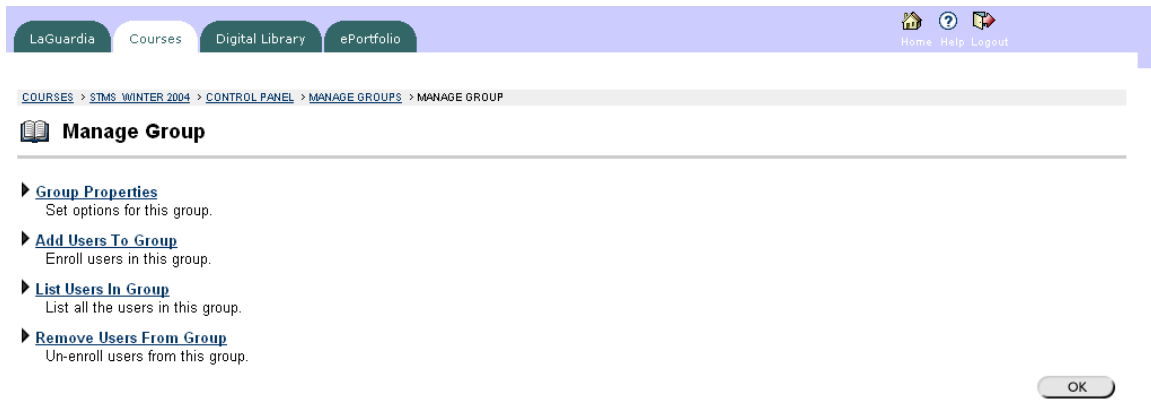 LaGuardia Courses Digital Library ePortfolio
Home Help Logout
COURSES > STMS WINTER 2004 > CONTROL PANEL > MANAGE GROUPS > MANAGE GROUP
Manage Group
Group Properties
Set options for this group.
Add Users To Group
Enroll users in this group.
List Users In Group
List all the users in this group.
Remove Users From Group
Un-enroll users from this group.
OK